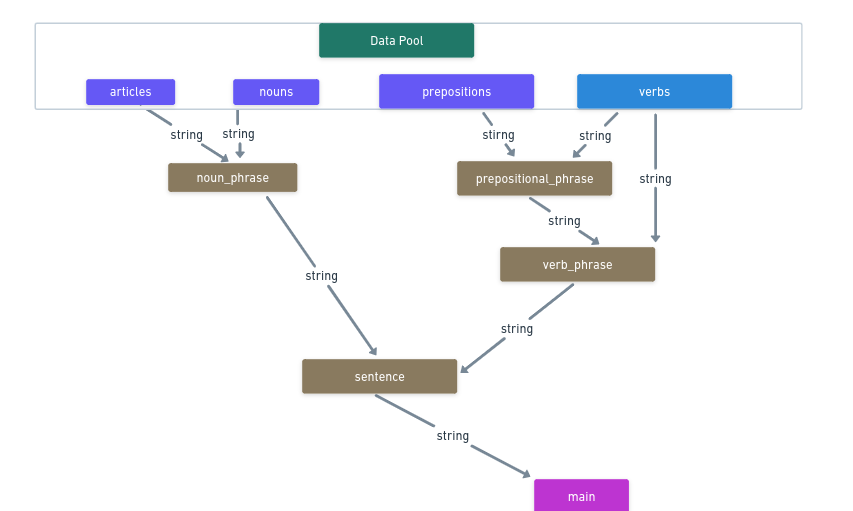 Data Pool
articles
nouns
prepositions
verbs
string
string
stirng
string
noun_phrase
prepositional_phrase
string
string
verb_phrase
string
string
sentence
string
main